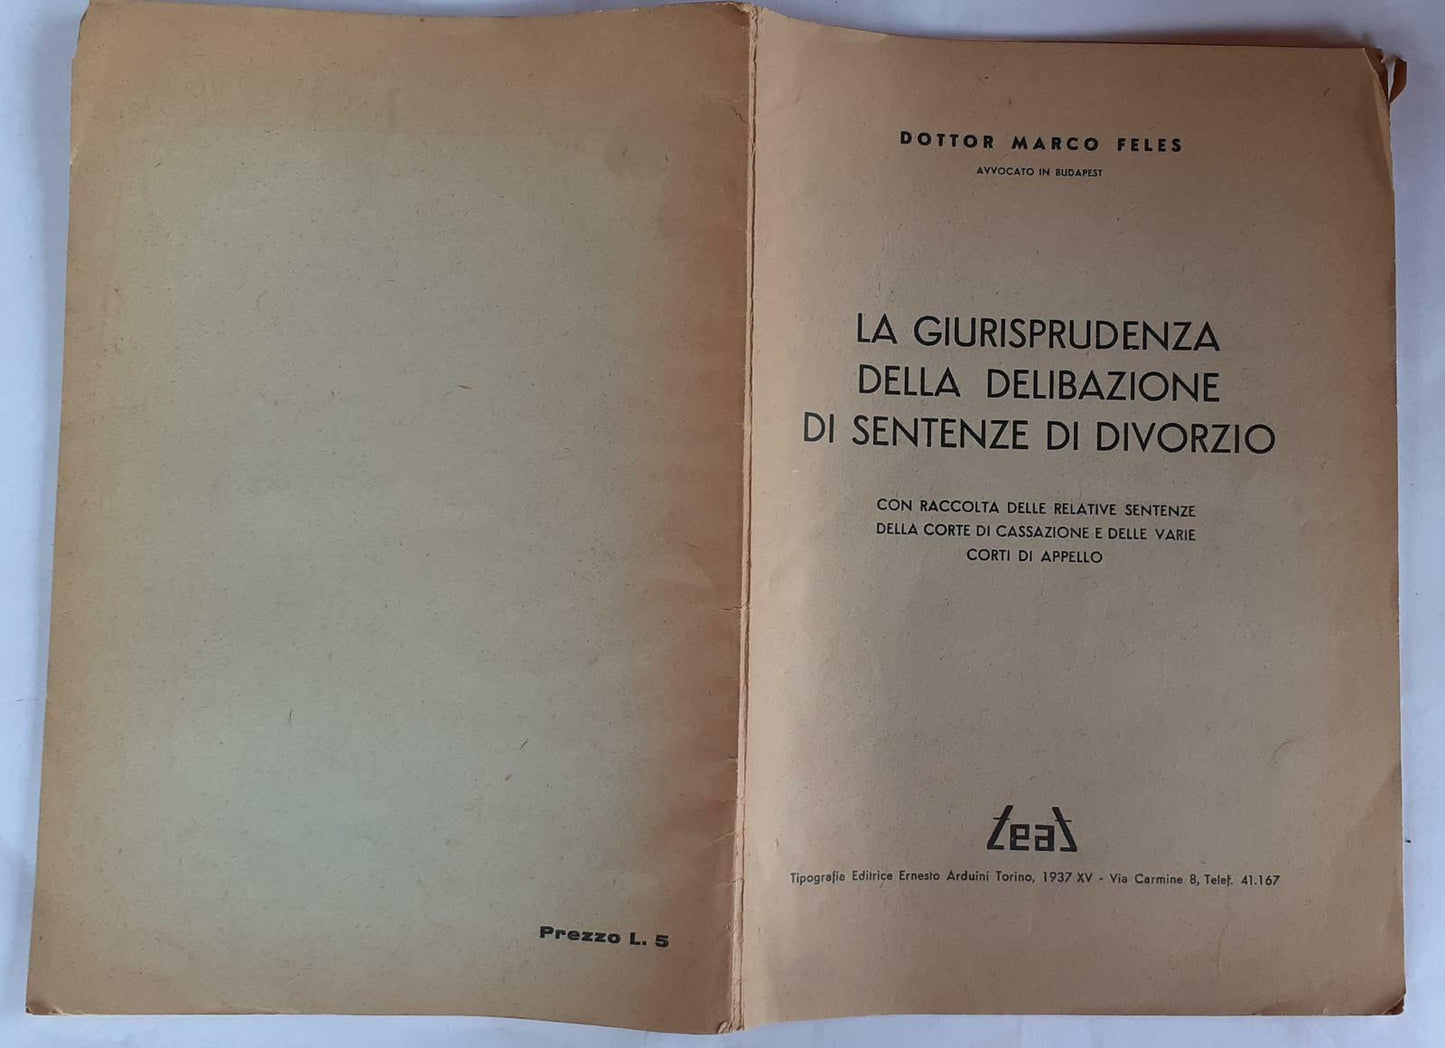 DOTTOR MARCO FELES
AVVOCATO IN BUDAPEST
LA GIURISPRUDENZA
DELLA DELIBAZIONE
DI SENTENZE DI DIVORZIO
CON RACCOLTA DELLE RELATIVE SENTENZE
DELLA CORTE DI CASSAZIONE E DELLE VARIE
CORTI DI APPELLO
teat
Tipografia Editrice Ernesto Arduini Torino, 1937 XV - Via Carmine 8, Telef. 41.167
Prezzo L. 5